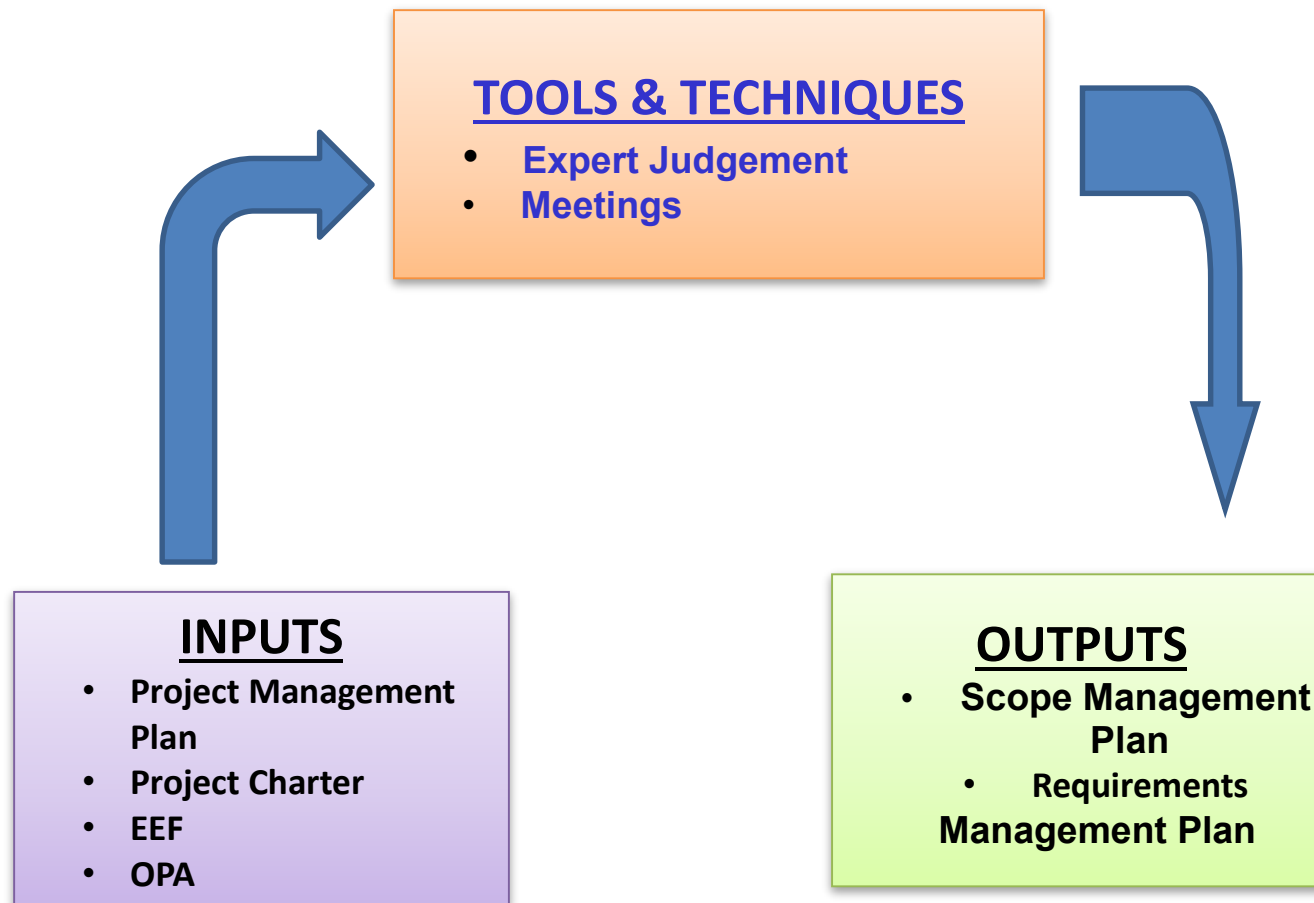 TOOLS & TECHNIQUES
• Expert Judgement
• Meetings
INPUTS
• Project Management
Plan
• Project Charter
• EEF
• OPA
OUTPUTS
• Scope Management
Plan
• Requirements
Management Plan